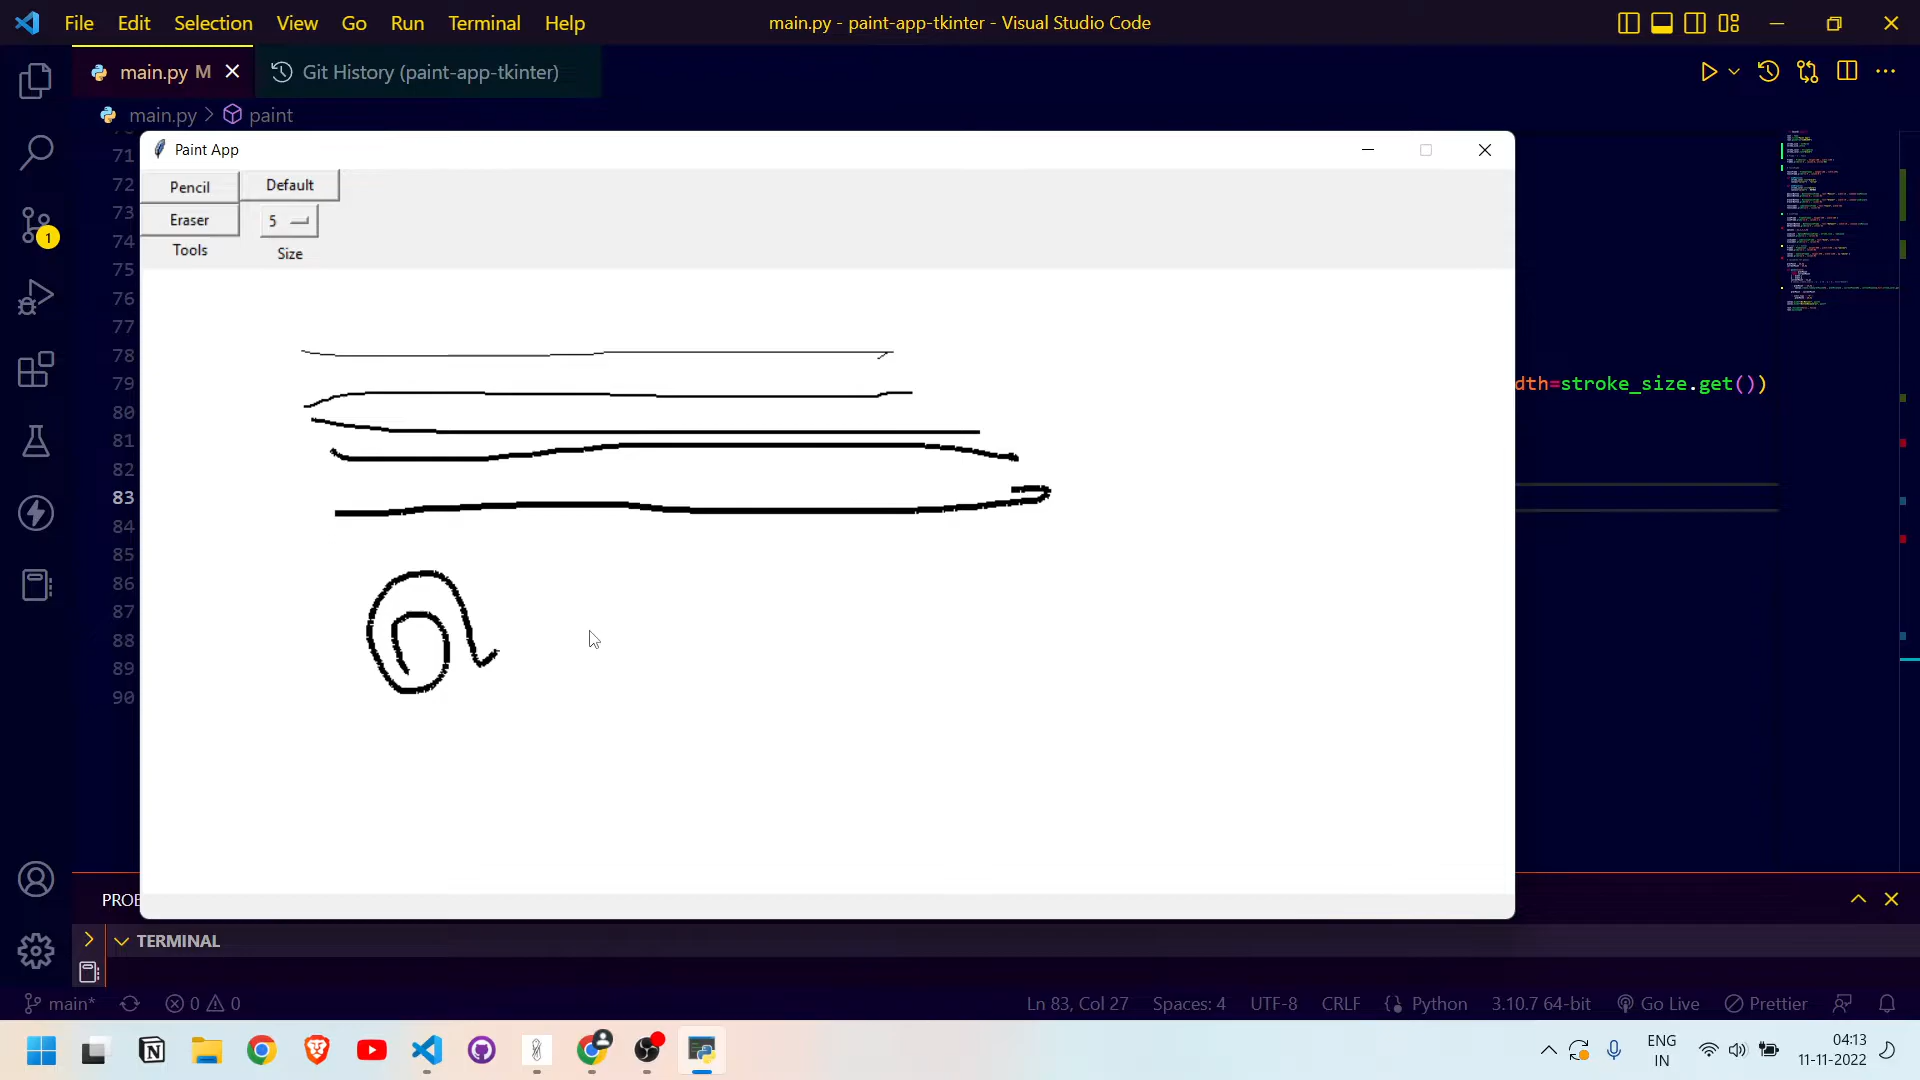 File Edit Selection View Go Run Terminal Help main.py - paint-app-tkinter - Visual Studio Code
main.py M Git History (paint-app-tkinter)
main.py > paint
Paint App
71
72
73
74
75
76
77
78
79
80
81
82
83
84
85
86
87
88
89
90
Pencil Default
Eraser 5
Tools Size
dth=stroke_size.get())
1
PROB
TERMINAL
main* 0 0 Ln 83, Col 27 Spaces: 4 UTF-8 CRLF Python 3.10.7 64-bit Go Live Prettier
ENG
IN
04:13
11-11-2022